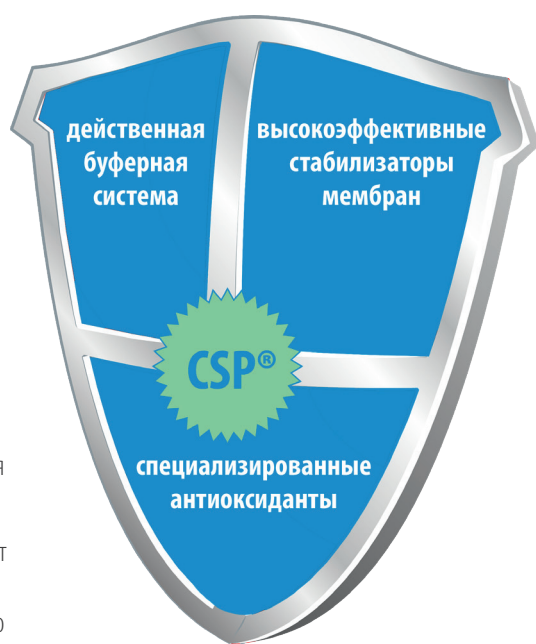 действенная
буферная
система
высокоэффективные
стабилизаторы
мембран
CSP®
специализированные
антиоксиданты
я
т
о